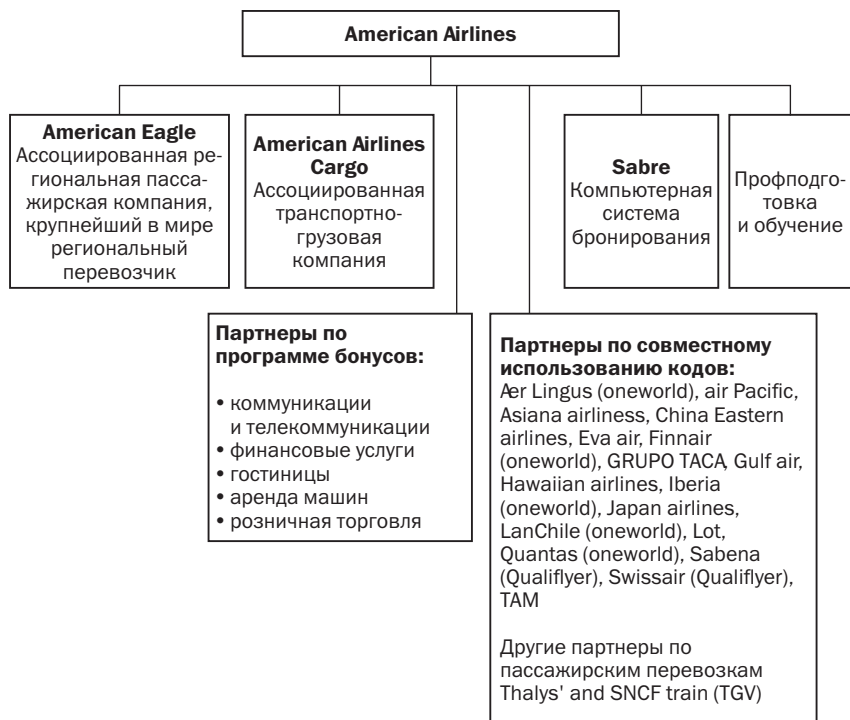 American Airlines
American Eagle
Ассоциированная ре-
гиональная пасса-
жирская компания,
крупнейший в мире
региональный
перевозчик
American Airlines
Cargo
Ассоциированная
транспортно-
грузовая
компания
Sabre
Компьютерная
система
бронирования
Профподго-
товка
и обучение
Партнеры по
программе бонусов:
• коммуникации
и телекоммуникации
• финансовые услуги
• гостиницы
• аренда машин
• розничная торговля
Партнеры по совместному
использованию кодов:
Aer Lingus (oneworld), air Pacific,
Asiana airliness, China Eastern
airlines, Eva air, Finnair
(oneworld), GRUPO TACA, Gulf air,
Hawaiian airlines, Iberia
(oneworld), Japan airlines,
LanChile (oneworld), Lot,
Quantas (oneworld), Sabena
(Qualiflyer), Swissair (Qualiflyer),
TAM
Другие партнеры по
пассажирским перевозкам
Thalys' and SNCF train (TGV)